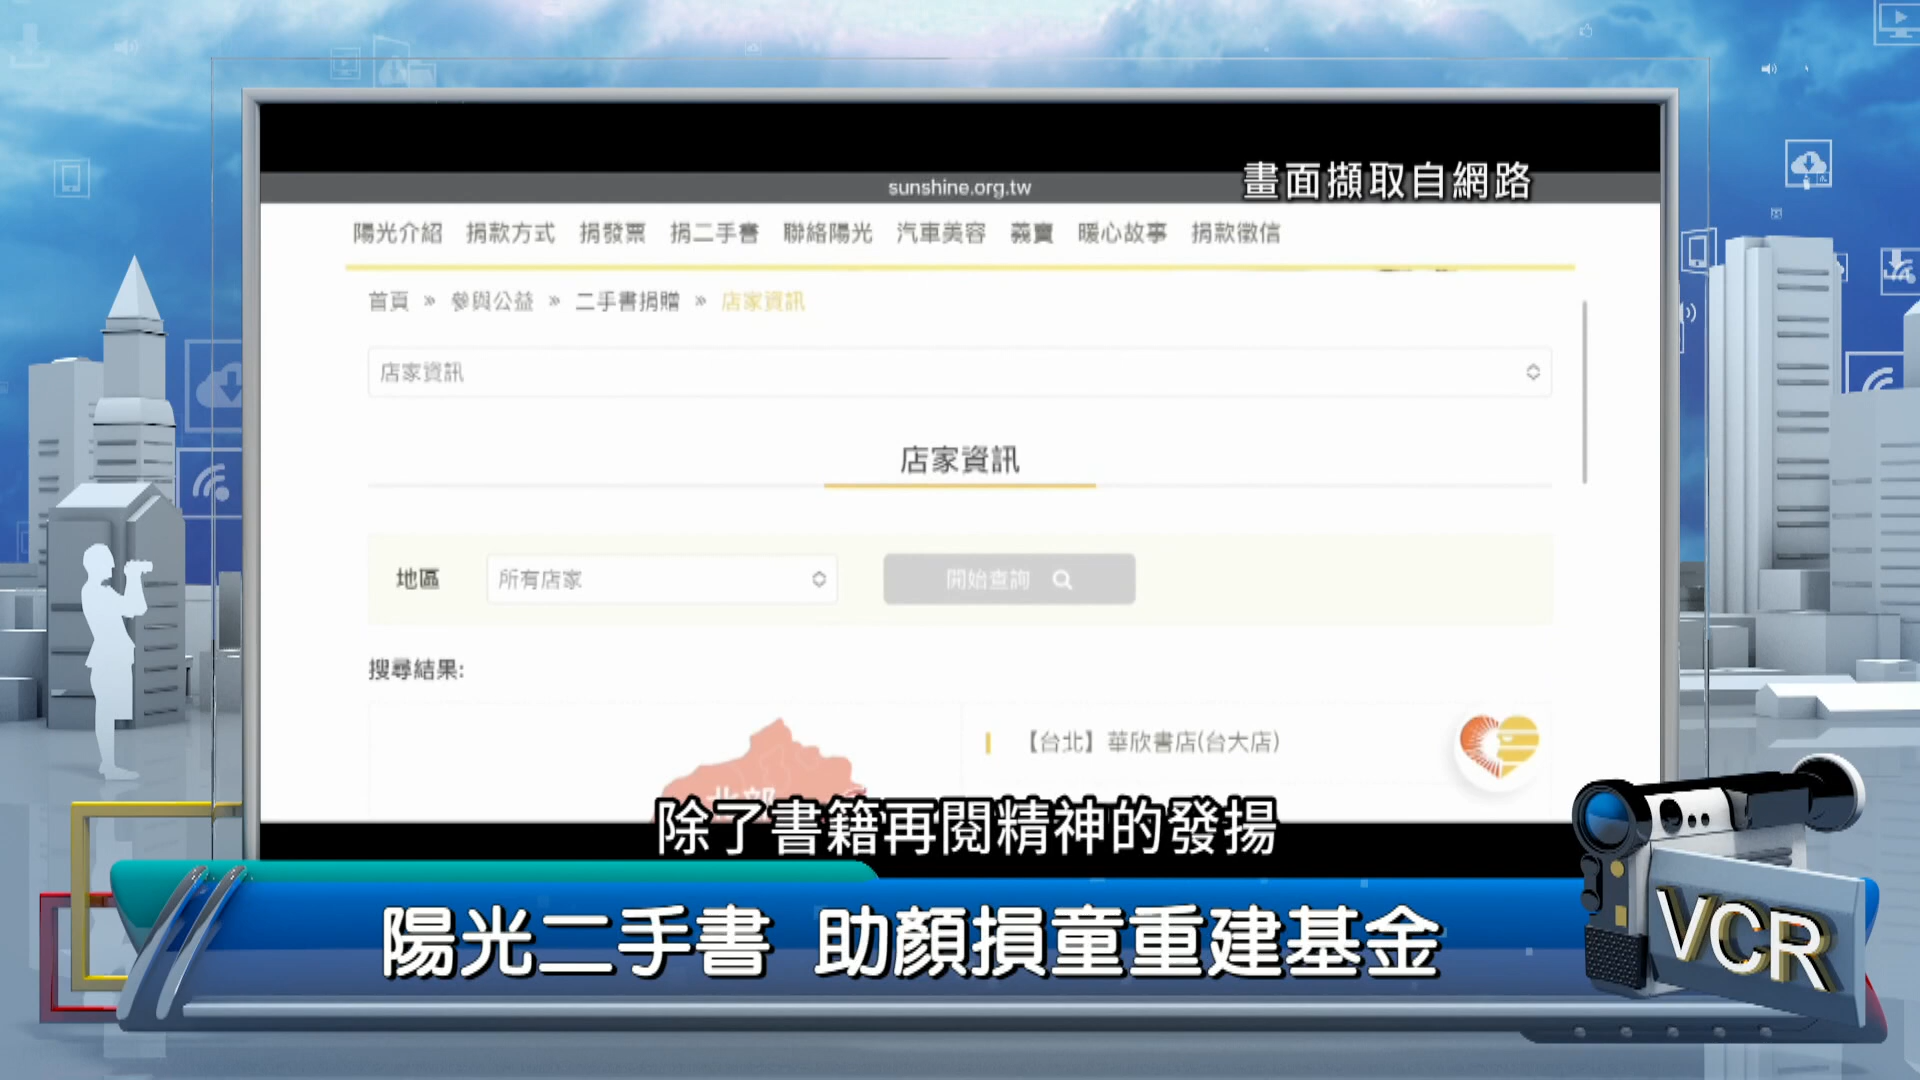 sunshine.org.tw
畫面擷取自網路
陽光介紹 捐款方式 捐發票 捐二手書 聯絡陽光 汽車美容 義賣 暖心故事 捐款徵信
首頁 » 參與公益 » 二手書捐贈 » 店家資訊
店家資訊
店家資訊
地區 所有店家 開始查詢
搜尋結果:
【台北】華欣書店(台大店)
北部
除了書籍再閱精神的發揚
陽光二手書 助顏損童重建基金
VCR